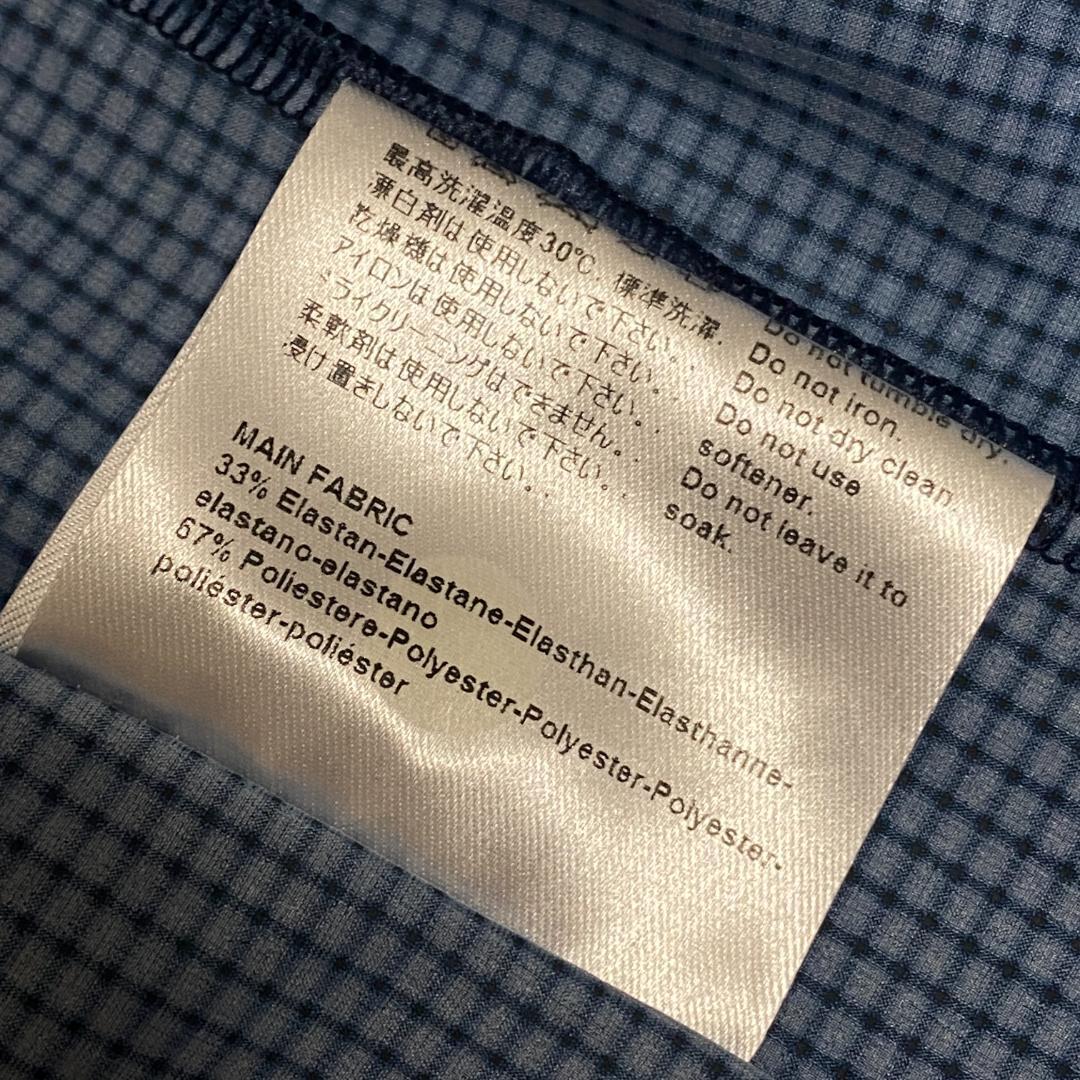 最高洗濯温度30℃. 標準洗濯.
漂白剤は使用しないで下さい。.
乾燥機は使用しないで下さい。.
アイロンは使用しないで下さい。.
ドライクリーニングはできません。.
柔軟剤は使用しないで下さい。.
浸け置きしないで下さい。.
Do not tumble dry.
Do not iron.
Do not dry clean.
Do not use
softener.
Do not leave it to
soak.
MAIN FABRIC
33% Elastan-Elastane-Elasthan-Elasthanne-
elastano-elastano
67% Poliestere-Polyester-Polyester-Polyester-
poliéster-poliéster